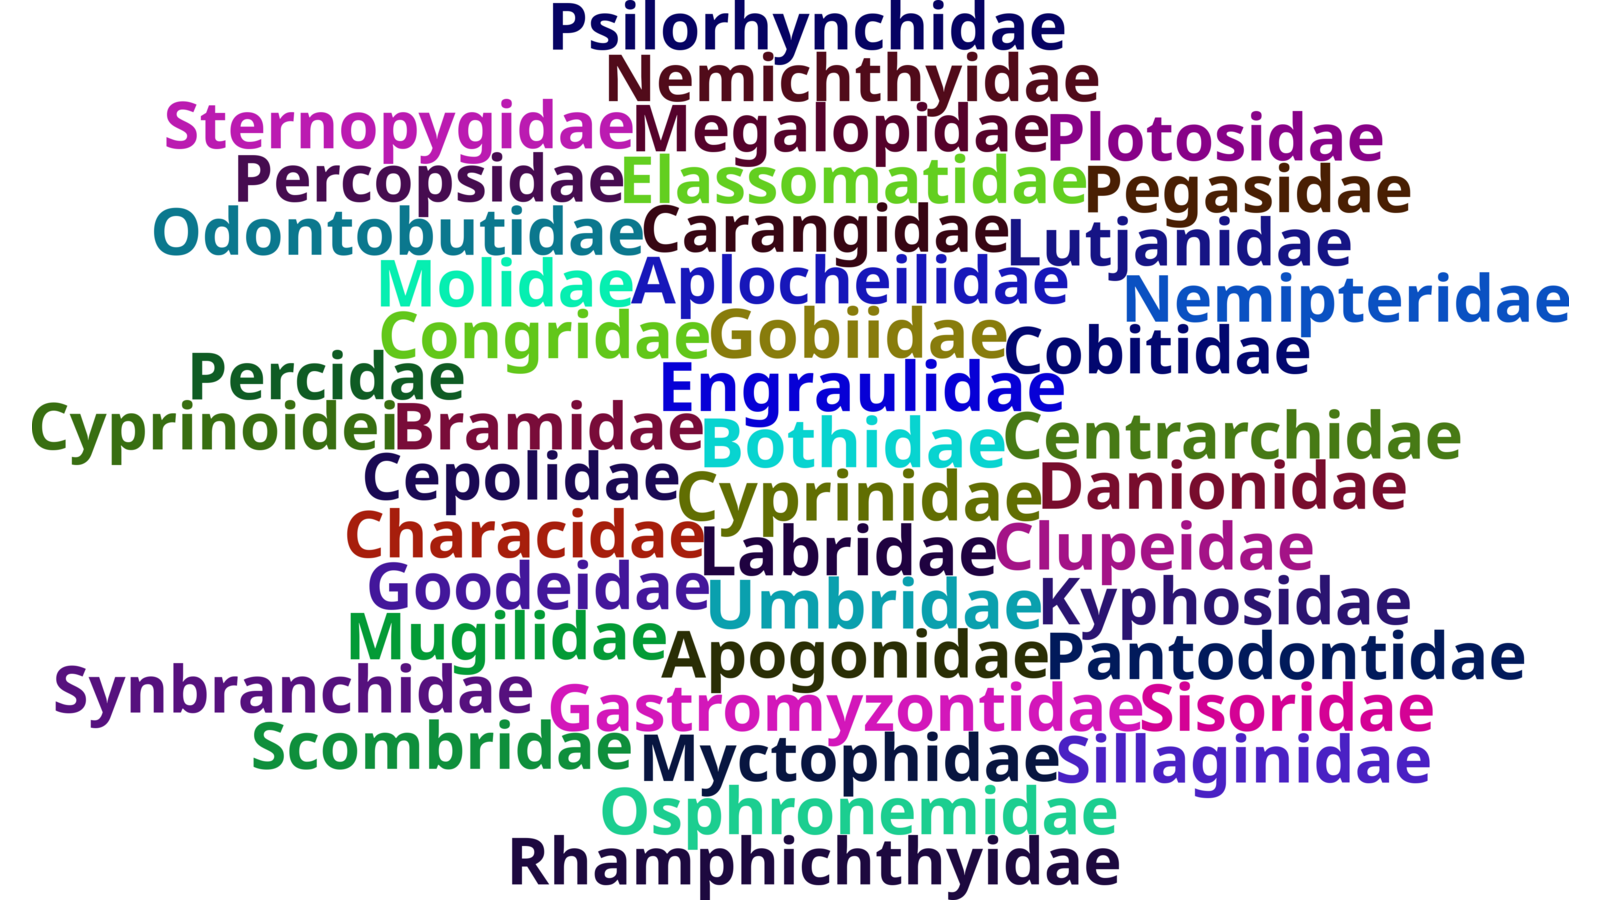 Psilorhynchidae
Nemichthyidae
Sternopygidae Megalopidae Plotosidae
Percopsidae Elassomatidae Pegasidae
Odontobutidae Carangidae Lutjanidae
Molidae Aplocheilidae Nemipteridae
Congridae Gobiidae Cobitidae
Percidae Engraulidae
Cyprinoidei Bramidae Bothidae Centrarchidae
Cepolidae Cyprinidae Danionidae
Characidae Labridae Clupeidae
Goodeidae Umbridae Kyphosidae
Mugilidae Apogonidae Pantodontidae
Synbranchidae Gastromyzontidae Sisoridae
Scombridae Myctophidae Sillaginidae
Osphronemidae
Rhamphichthyidae